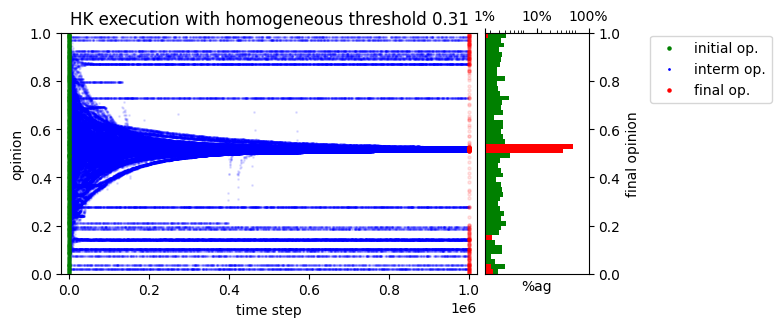 HK execution with homogeneous threshold 0.31
1% 10% 100%
1.0 1.0
0.8 0.8
0.6 0.6
0.4 0.4
0.2 0.2
0.0 0.0
opinion
final opinion
0.0 0.2 0.4 0.6 0.8 1.0
1e6
time step
%ag
initial op.
interm op.
final op.